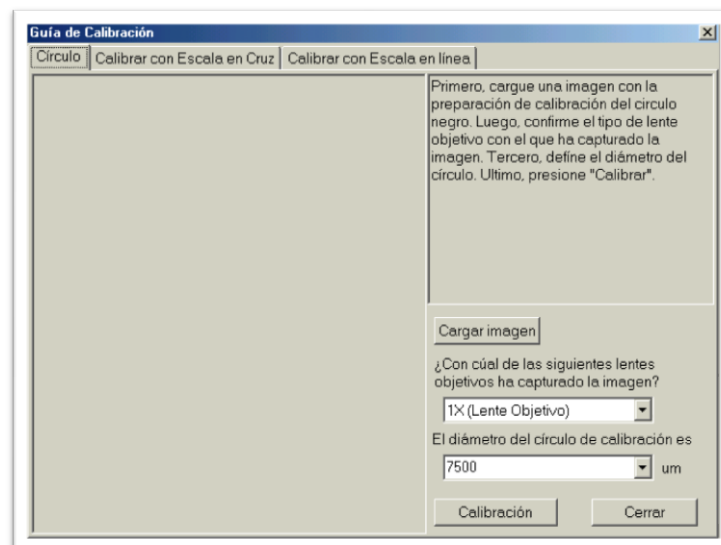 Guía de Calibración
Círculo
Calibrar con Escala en Cruz
Calibrar con Escala en línea
Primero, cargue una imagen con la
preparación de calibración del circulo
negro. Luego, confirme el tipo de lente
objetivo con el que ha capturado la
imagen. Tercero, defíne el diámetro del
círculo. Ultimo, presione "Calibrar".
Cargar imagen
¿Con cúal de las siguientes lentes
objetivos ha capturado la imagen?
1X (Lente Objetivo)
El diámetro del círculo de calibración es
7500 um
Calibración
Cerrar